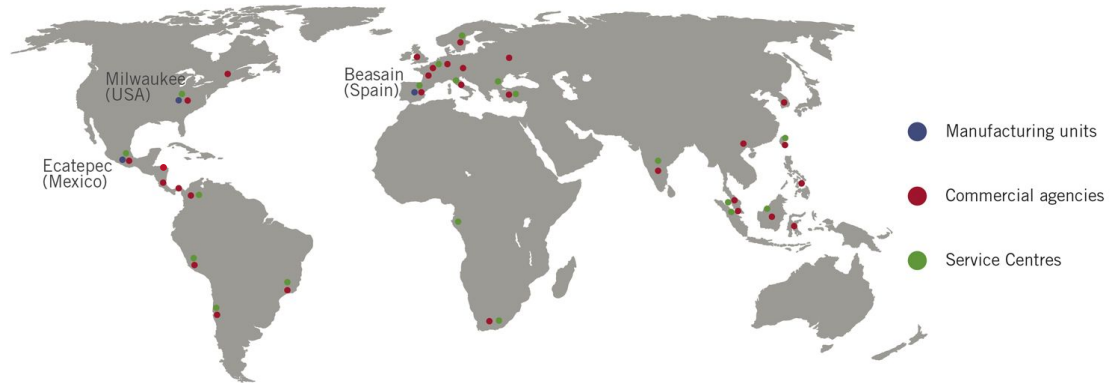 Milwaukee
(USA)
Beasain
(Spain)
Ecatepec
(Mexico)
Manufacturing units
Commercial agencies
Service Centres